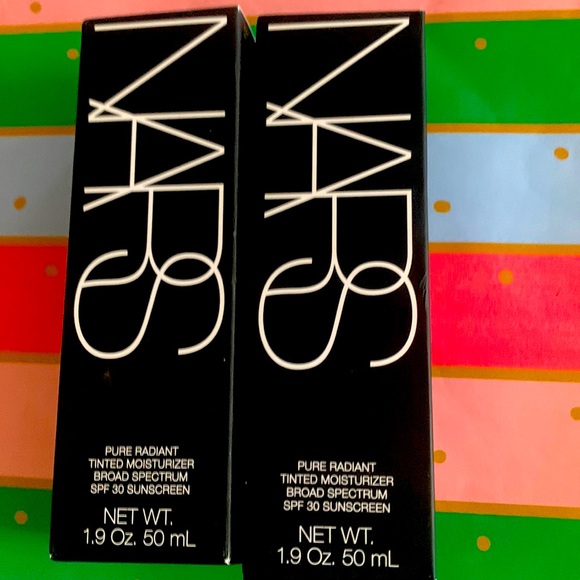 NARS
PURE RADIANT
TINTED MOISTURIZER
BROAD SPECTRUM
SPF 30 SUNSCREEN
NET WT.
1.9 Oz. 50 mL
NARS
PURE RADIANT
TINTED MOISTURIZER
BROAD SPECTRUM
SPF 30 SUNSCREEN
NET WT.
1.9 Oz. 50 mL